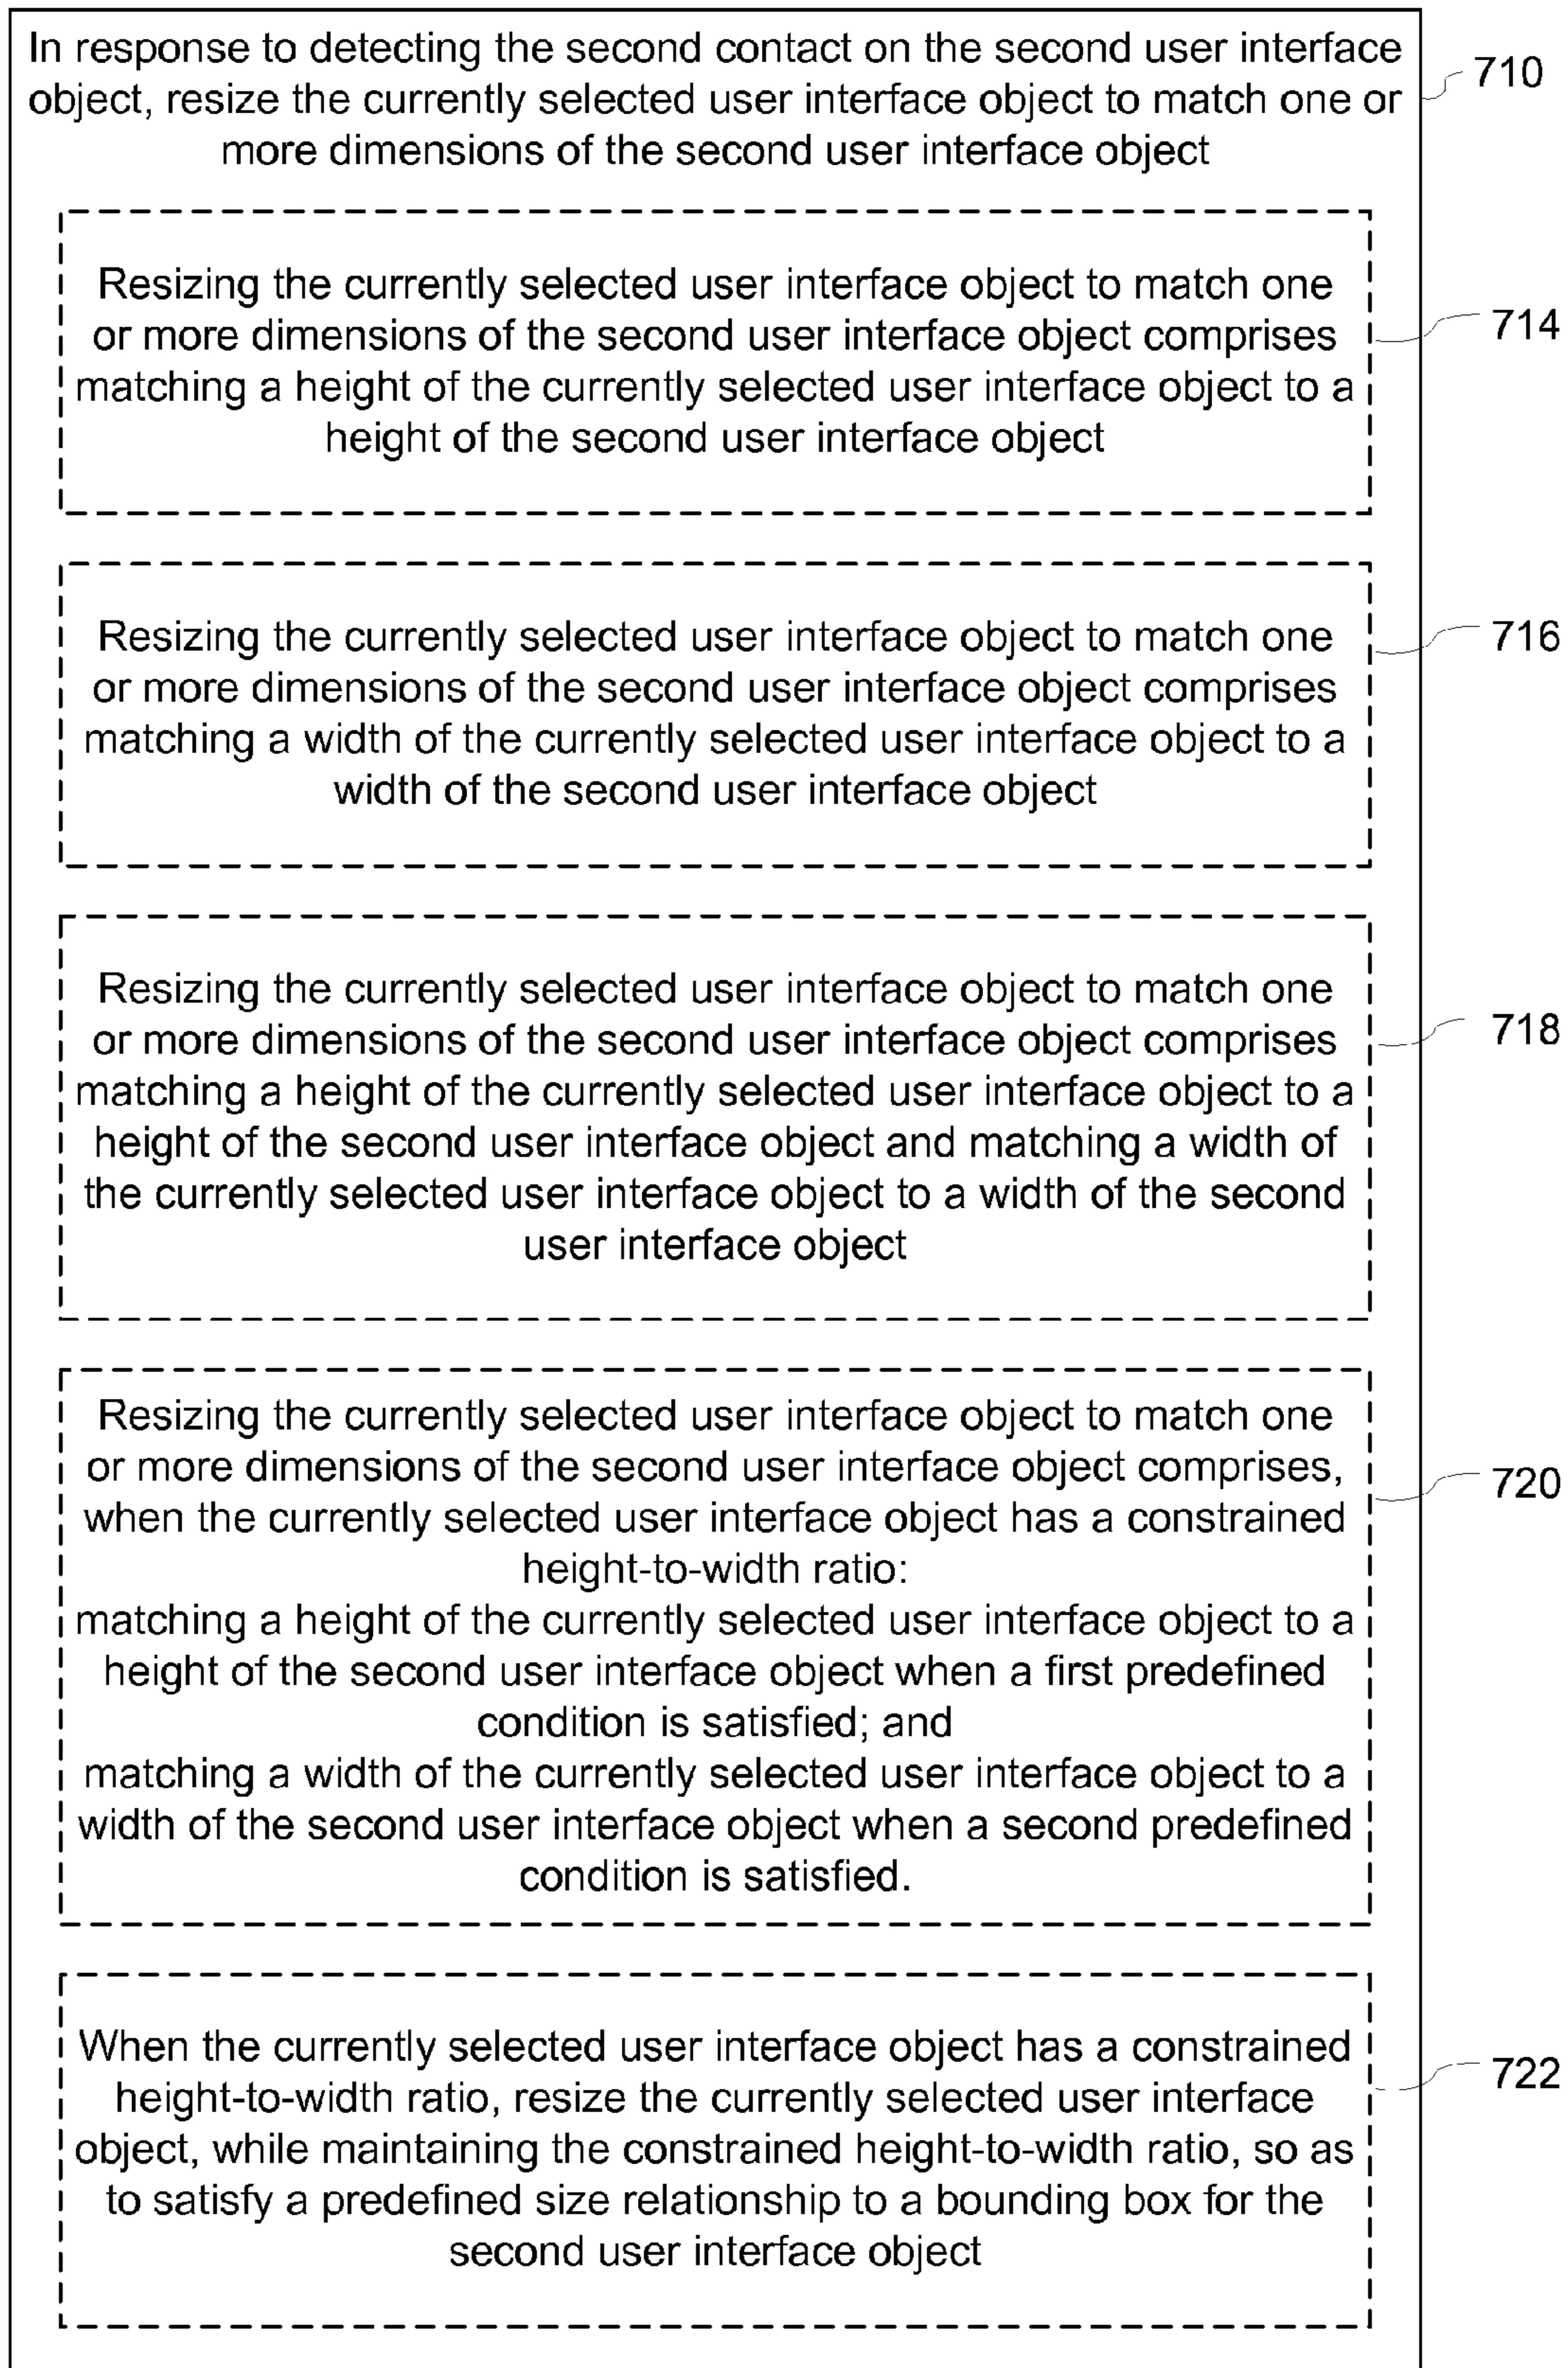 In response to detecting the second contact on the second user interface
object, resize the currently selected user interface object to match one or
more dimensions of the second user interface object
710
Resizing the currently selected user interface object to match one
or more dimensions of the second user interface object comprises
matching a height of the currently selected user interface object to a
height of the second user interface object
714
Resizing the currently selected user interface object to match one
or more dimensions of the second user interface object comprises
matching a width of the currently selected user interface object to a
width of the second user interface object
716
Resizing the currently selected user interface object to match one
or more dimensions of the second user interface object comprises
matching a height of the currently selected user interface object to a
height of the second user interface object and matching a width of
the currently selected user interface object to a width of the second
user interface object
718
Resizing the currently selected user interface object to match one
or more dimensions of the second user interface object comprises,
when the currently selected user interface object has a constrained
height-to-width ratio:
matching a height of the currently selected user interface object to a
height of the second user interface object when a first predefined
condition is satisfied; and
matching a width of the currently selected user interface object to a
width of the second user interface object when a second predefined
condition is satisfied.
720
When the currently selected user interface object has a constrained
height-to-width ratio, resize the currently selected user interface
object, while maintaining the constrained height-to-width ratio, so as
to satisfy a predefined size relationship to a bounding box for the
second user interface object
722